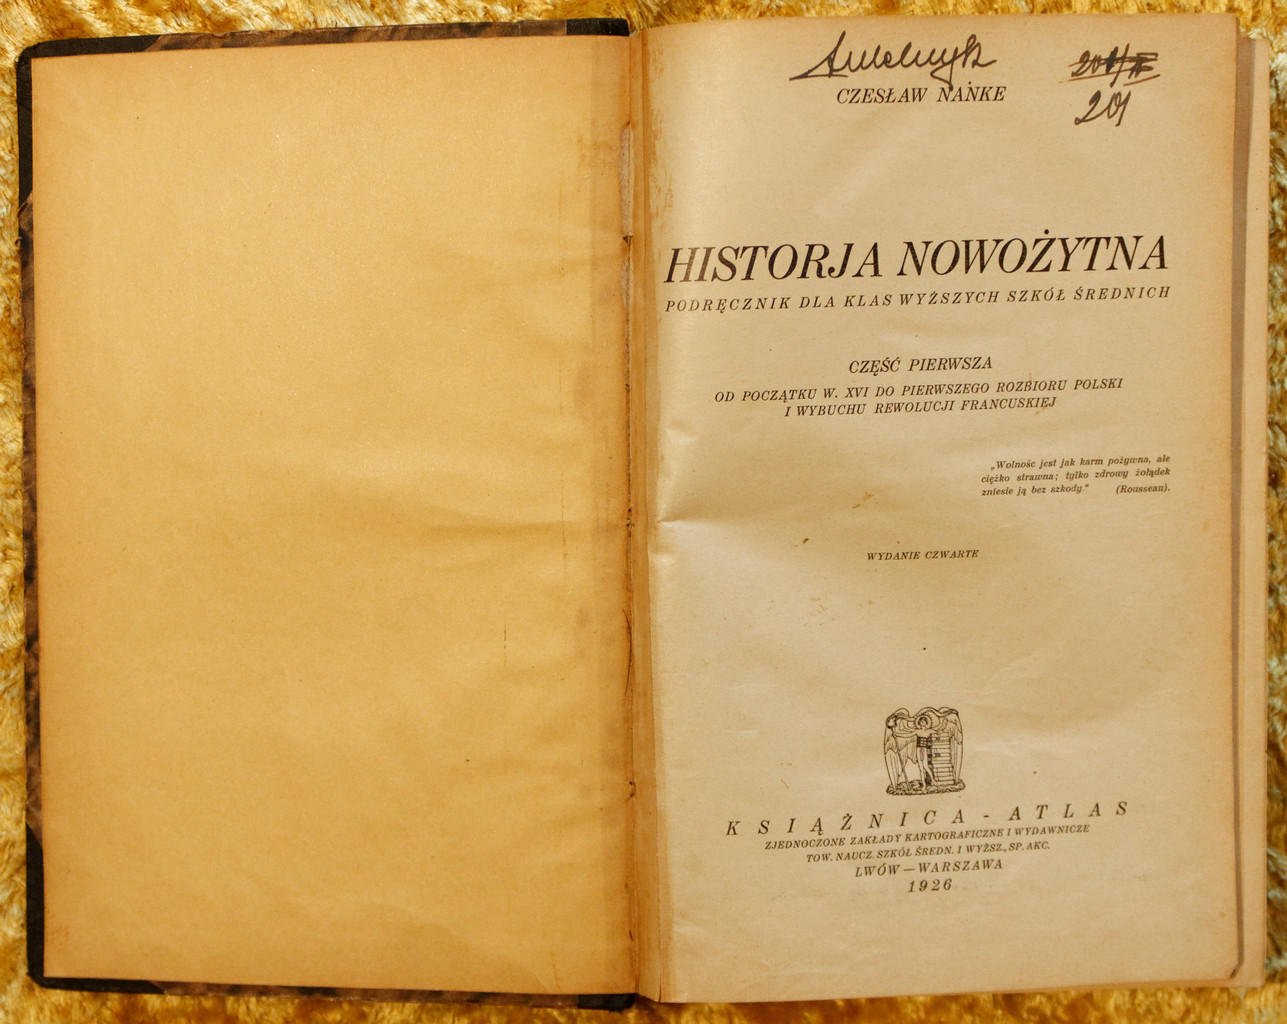 CZESŁAW NANKE
201
HISTORJA NOWOŻYTNA
PODRĘCZNIK DLA KLAS WYŻSZYCH SZKÓŁ ŚREDNICH
CZĘŚĆ PIERWSZA
OD POCZĄTKU W. XVI DO PIERWSZEGO ROZBIORU POLSKI
I WYBUCHU REWOLUCJI FRANCUSKIEJ
„Wolność jest jak karm pożywna, ale
ciężko strawna; tylko zdrowy żołądek
zniesie ją bez szkody.“ (Rousseau).
WYDANIE CZWARTE
KSIĄŻNICA-ATLAS
ZJEDNOCZONE ZAKŁADY KARTOGRAFICZNE I WYDAWNICZE
TOW. NAUCZ. SZKÓŁ ŚREDN. I WYŻSZ., SP. AKC.
LWÓW — WARSZAWA
1926